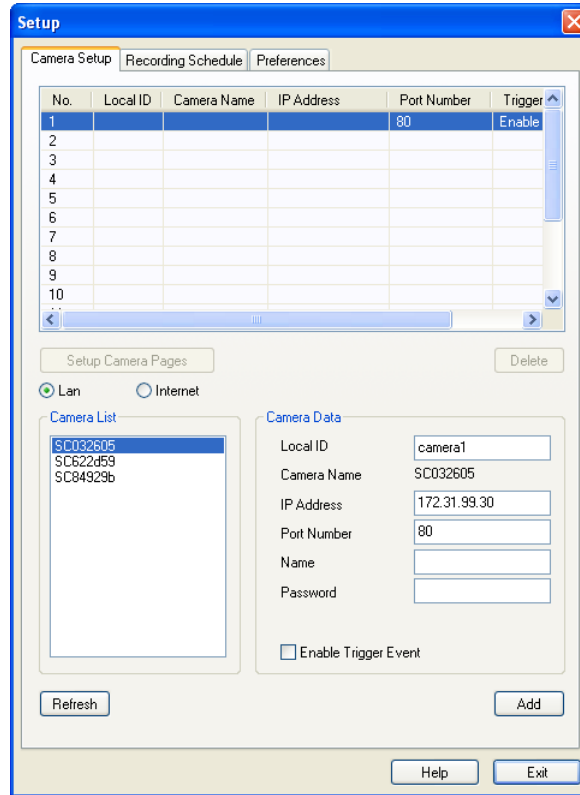 Setup
Camera Setup Recording Schedule Preferences
No. Local ID Camera Name IP Address Port Number Trigger
1 80 Enable
2
3
4
5
6
7
8
9
10
Setup Camera Pages Delete
Lan Internet
Camera List Camera Data
SC032605
SC622d59
SC84929b
Local ID camera1
Camera Name SC032605
IP Address 172.31.99.30
Port Number 80
Name
Password
Enable Trigger Event
Refresh Add
Help Exit